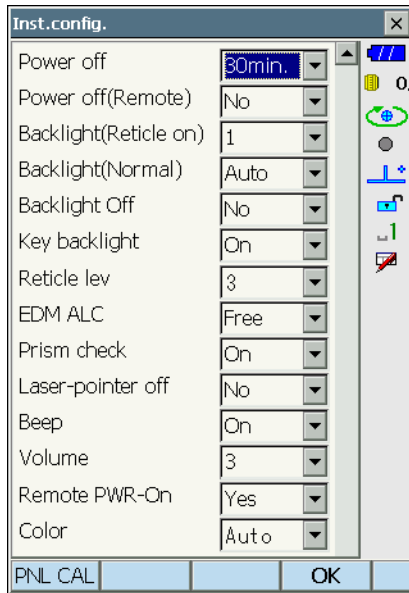 Inst.config.
Power off 30min.
Power off(Remote) No
Backlight(Reticle on) 1
Backlight(Normal) Auto
Backlight Off No
Key backlight On
Reticle lev 3
EDM ALC Free
Prism check On
Laser-pointer off No
Beep On
Volume 3
Remote PWR-On Yes
Color Auto
PNL CAL OK
0.
1